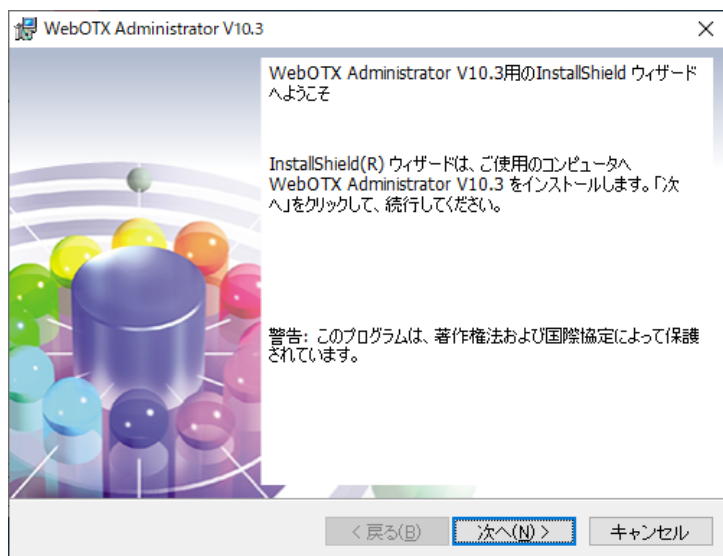 WebOTX Administrator V10.3
WebOTX Administrator V10.3用のInstallShield ウィザード
へようこそ
InstallShield(R) ウィザードは、ご使用のコンピュータへ
WebOTX Administrator V10.3 をインストールします。「次
へ」をクリックして、続行してください。
警告: このプログラムは、著作権法および国際協定によって保護
されています。
< 戻る(B)
次へ(N) >
キャンセル